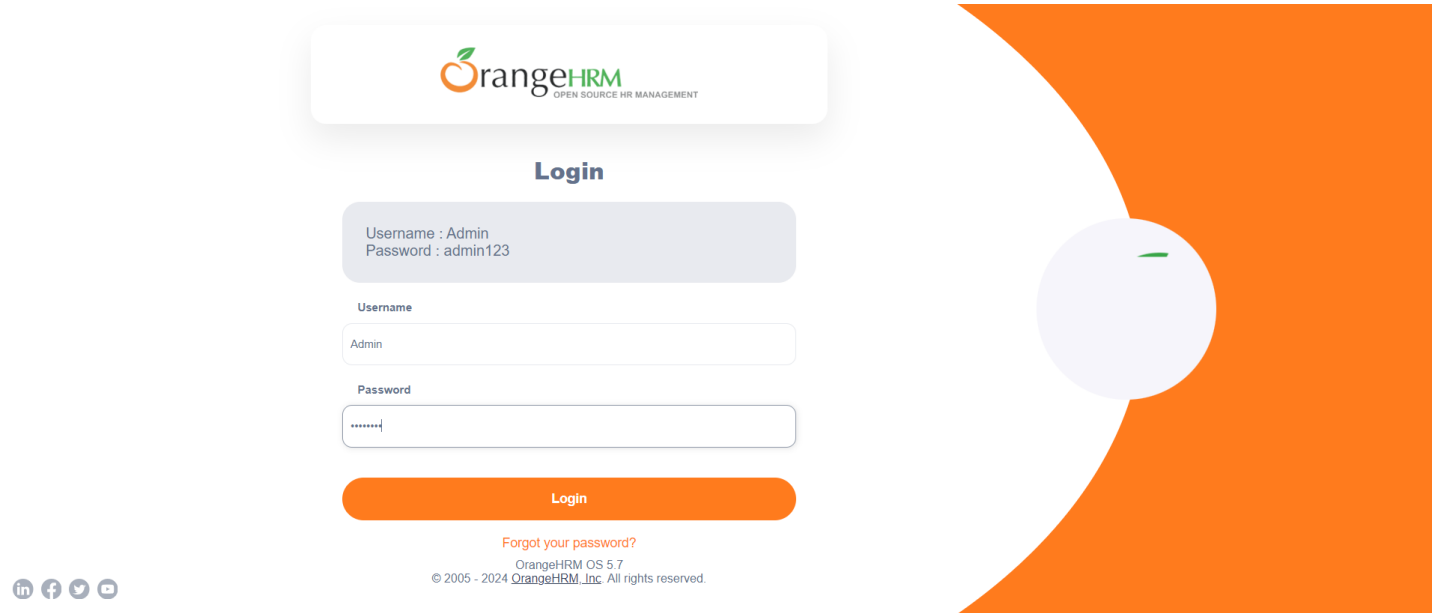 OrangeHRM
OPEN SOURCE HR MANAGEMENT
Login
Username : Admin
Password : admin123
Username
Admin
Password
••••••••
Login
Forgot your password?
OrangeHRM OS 5.7
© 2005 - 2024 OrangeHRM, Inc. All rights reserved.
in f